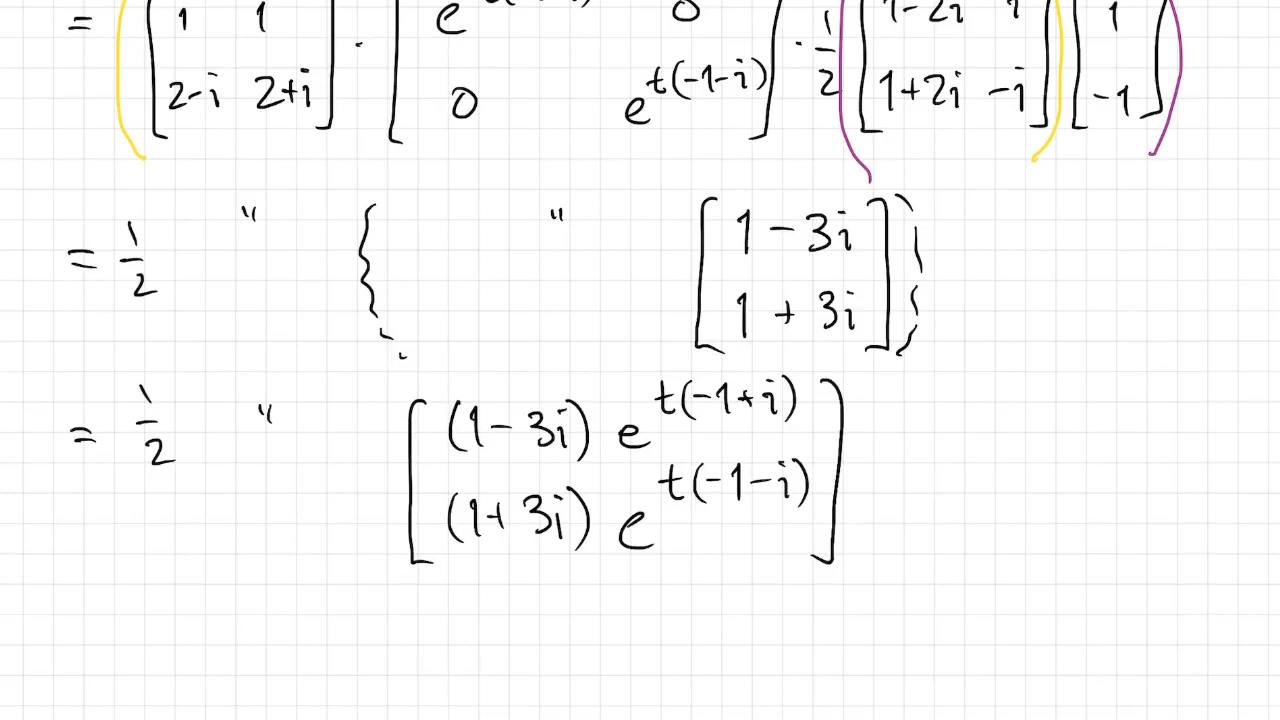 = [ 1 1 ; 2-i 2+i ] · [ e 0 ; 0 e^{t(-1-i)} ] · 1/2 ( [ 1-2i i ; 1+2i -i ] [ 1 ; -1 ] )
= 1/2 " { " [ 1 - 3i ; 1 + 3i ] }
= 1/2 " [ (1 - 3i) e^{t(-1+i)} ; (1+ 3i) e^{t(-1-i)} ]